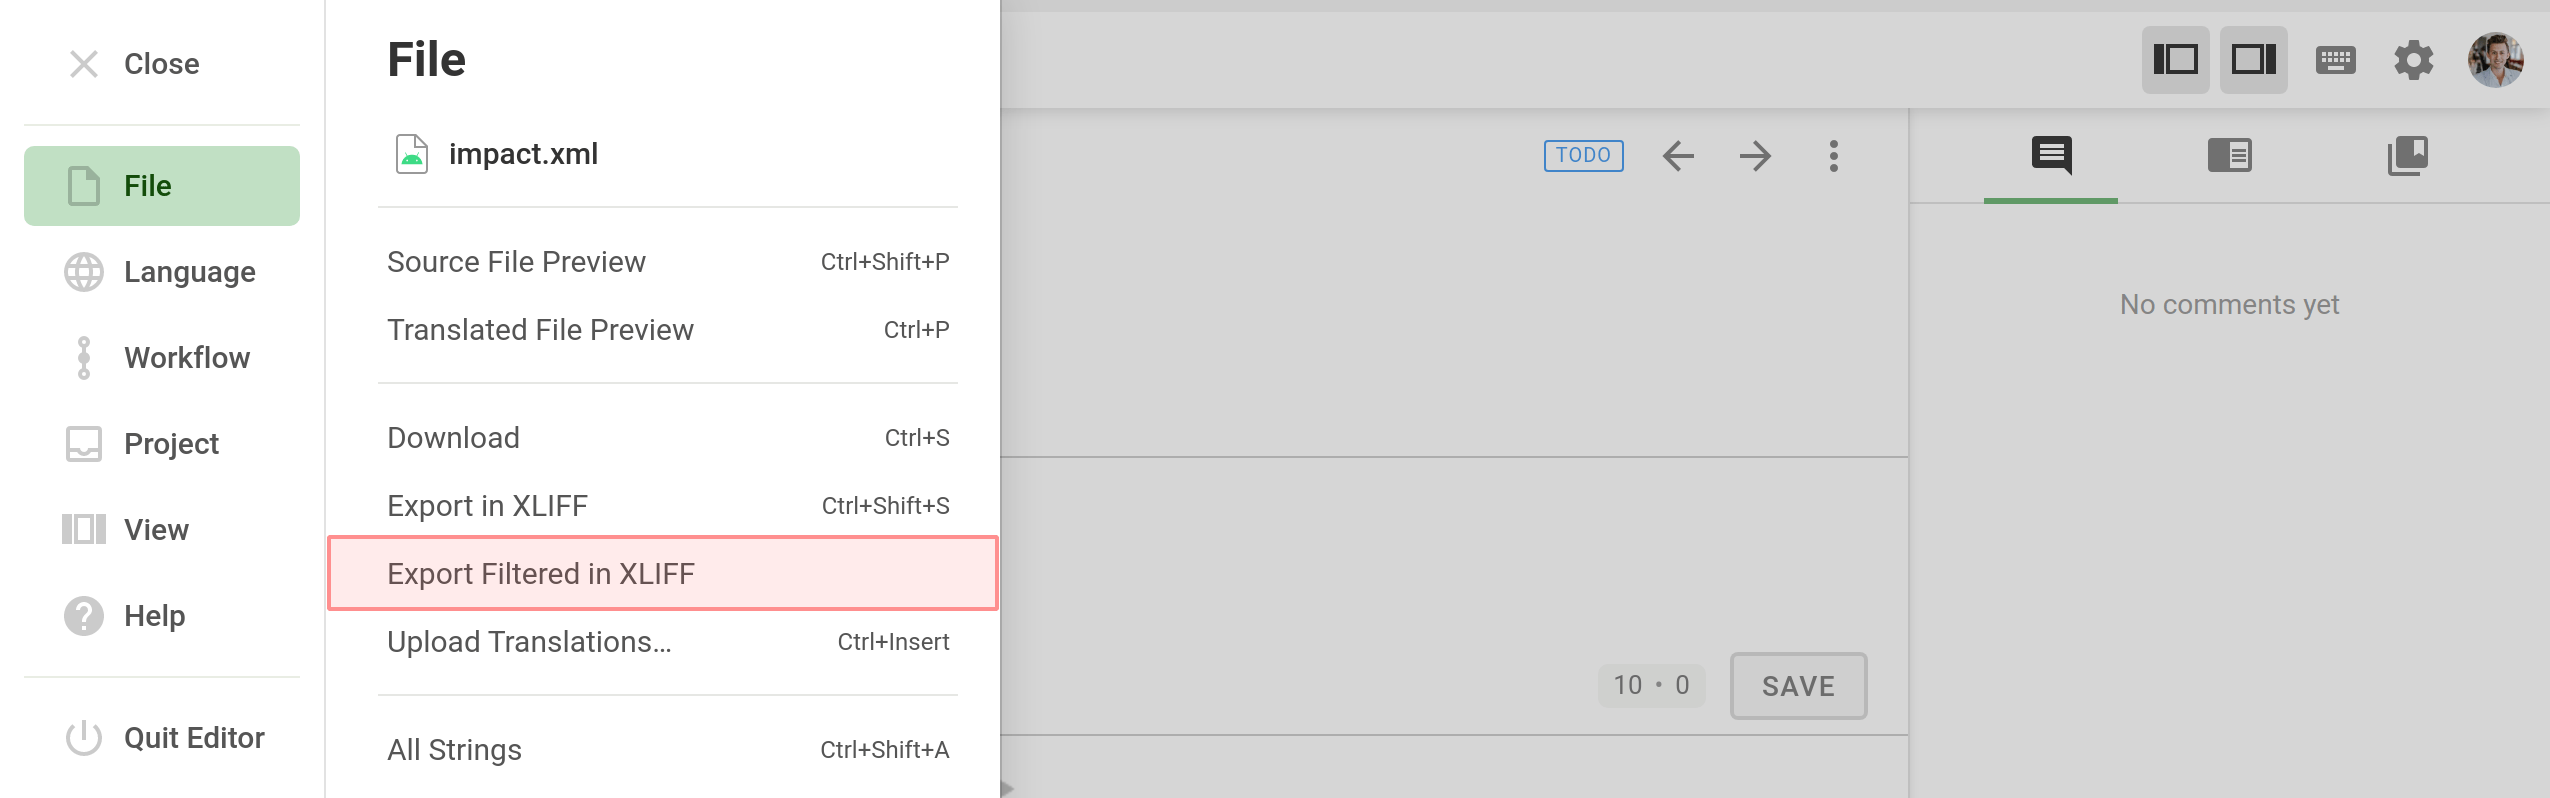 Close
File
Language
Workflow
Project
View
Help
Quit Editor
File
impact.xml
Source File Preview Ctrl+Shift+P
Translated File Preview Ctrl+P
Download Ctrl+S
Export in XLIFF Ctrl+Shift+S
Export Filtered in XLIFF
Upload Translations... Ctrl+Insert
All Strings Ctrl+Shift+A
TODO
10 • 0
SAVE
No comments yet